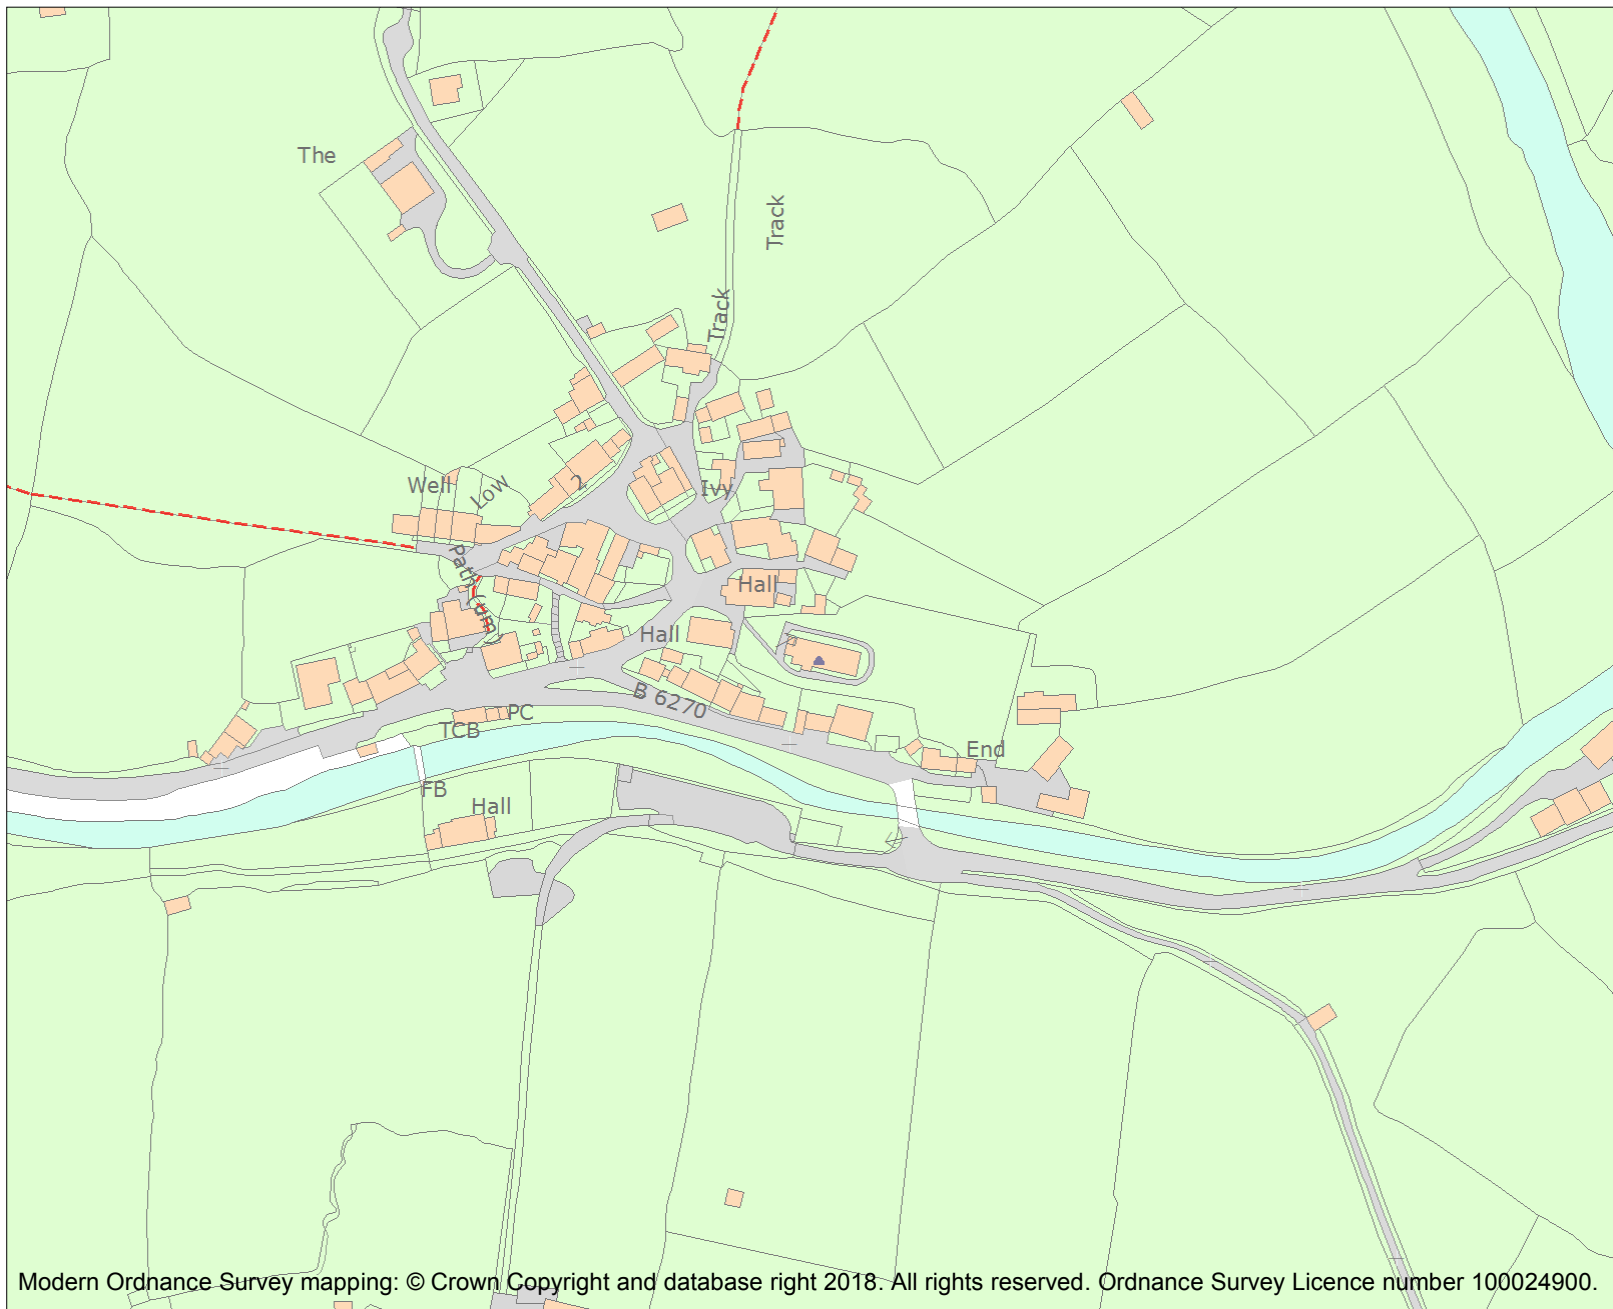 The
Track
Track
Well
Low
2
Ivy
Path (um)
Hall
Hall
B 6270
PC
TCB
End
FB
Hall
Modern Ordnance Survey mapping: © Crown Copyright and database right 2018. All rights reserved. Ordnance Survey Licence number 100024900.